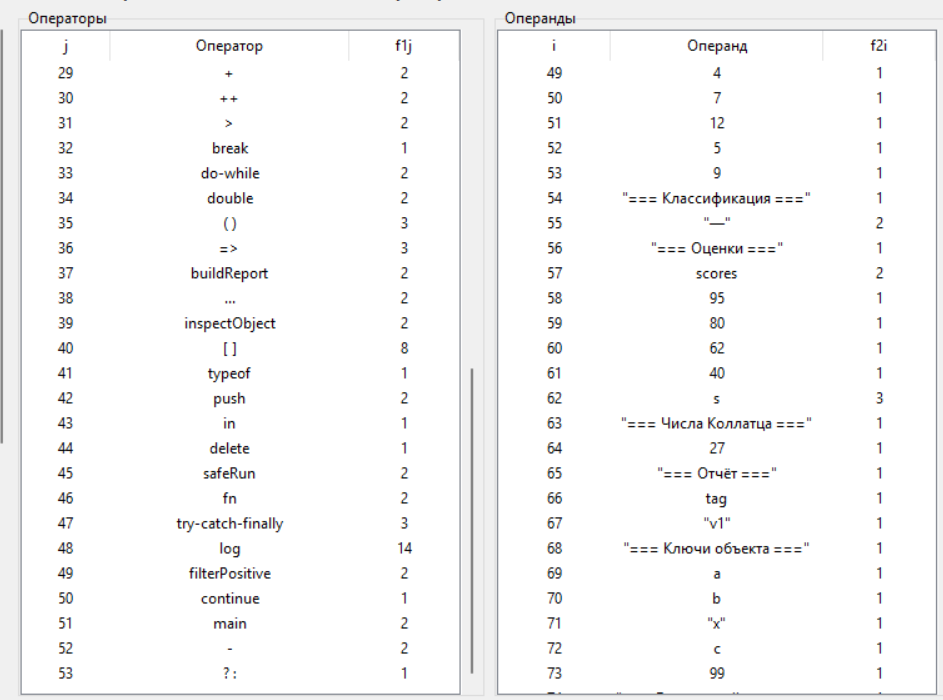 Операторы
j Оператор f1j
29 + 2
30 ++ 2
31 > 2
32 break 1
33 do-while 2
34 double 2
35 ( ) 3
36 => 3
37 buildReport 2
38 ... 2
39 inspectObject 2
40 [ ] 8
41 typeof 1
42 push 2
43 in 1
44 delete 1
45 safeRun 2
46 fn 2
47 try-catch-finally 3
48 log 14
49 filterPositive 2
50 continue 1
51 main 2
52 - 2
53 ? : 1
Операнды
i Операнд f2i
49 4 1
50 7 1
51 12 1
52 5 1
53 9 1
54 "=== Классификация ===" 1
55 "—" 2
56 "=== Оценки ===" 1
57 scores 2
58 95 1
59 80 1
60 62 1
61 40 1
62 s 3
63 "=== Числа Коллатца ===" 1
64 27 1
65 "=== Отчёт ===" 1
66 tag 1
67 "v1" 1
68 "=== Ключи объекта ===" 1
69 a 1
70 b 1
71 "x" 1
72 c 1
73 99 1